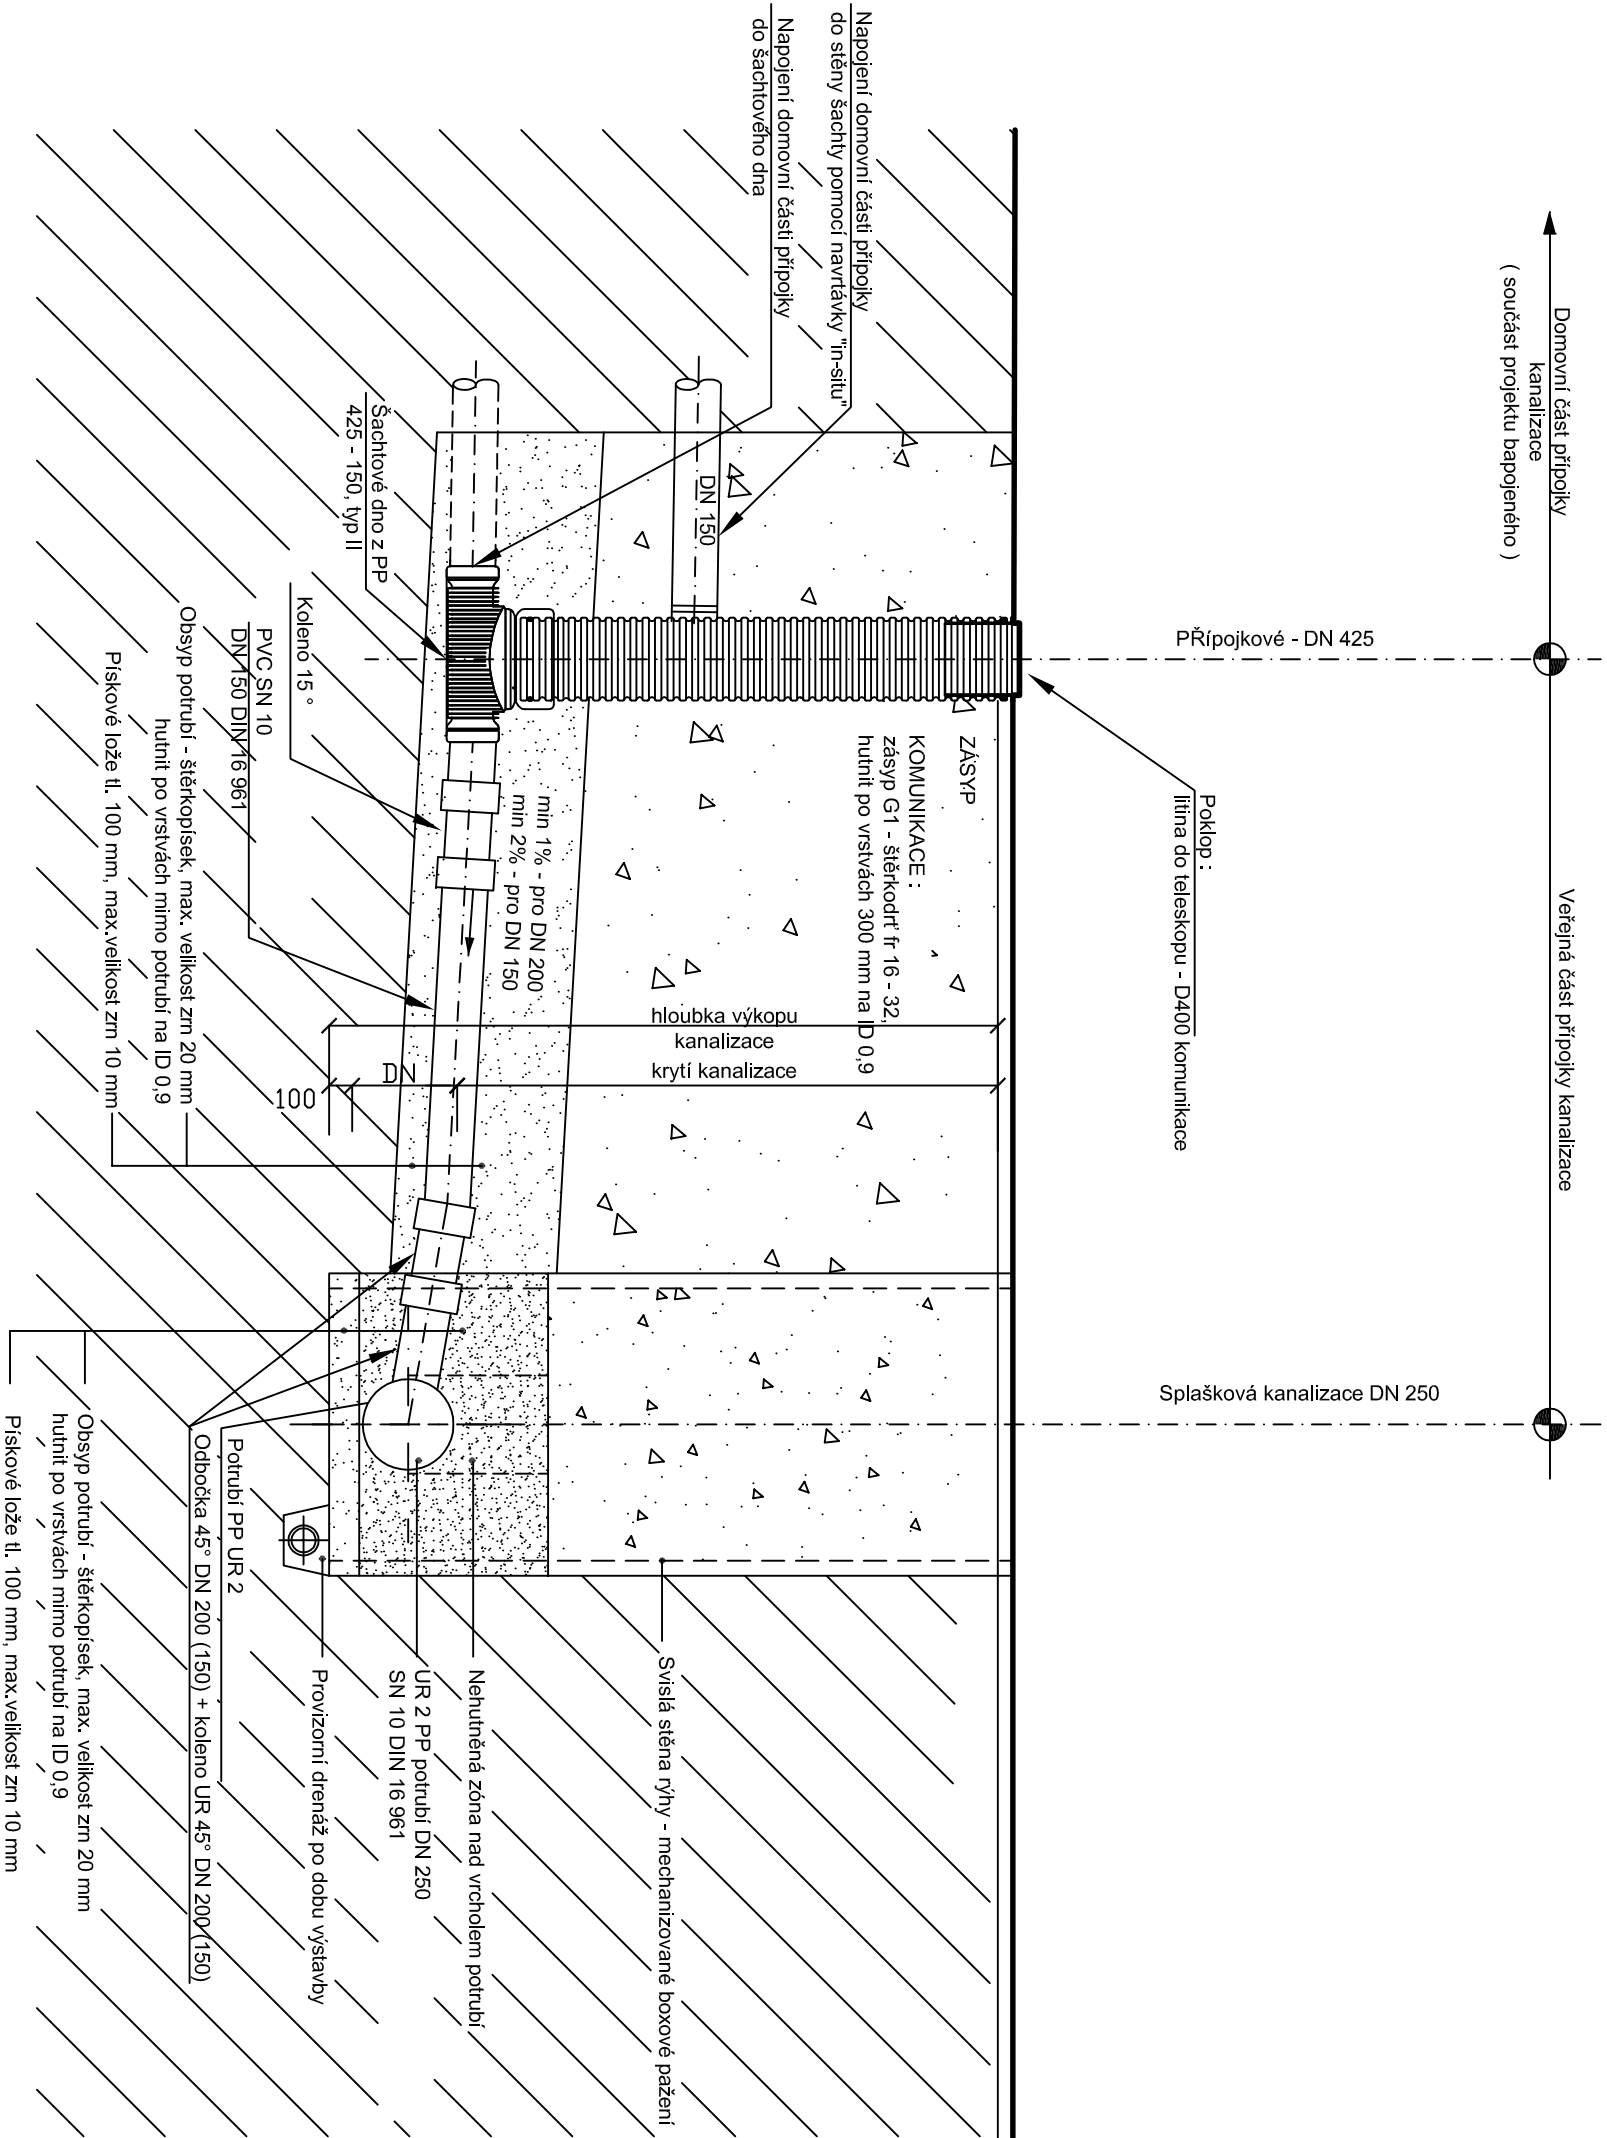 Domovní část přípojky
kanalizace
( součást projektu bapojeného )
Veřejná část přípojky kanalizace
PŘípojkové - DN 425
Splašková kanalizace DN 250
Poklop :
litina do teleskopu - D400 komunikace
Napojení domovní části přípojky
do stěny šachty pomocí navrtávky "in-situ"
Napojení domovní části přípojky
do šachtového dna
DN 150
ZÁSYP
KOMUNIKACE :
zásyp G1 - štěrkodrť fr 16 - 32,
hutnit po vrstvách 300 mm na ID 0,9
hloubka výkopu
kanalizace
krytí kanalizace
DN
100
min 1% - pro DN 200
min 2% - pro DN 150
Šachtové dno z PP
425 - 150, typ II
Koleno 15 °
PVC SN 10
DN 150 DIN 16 961
Obsyp potrubí - štěrkopísek, max. velikost zrn 20 mm
hutnit po vrstvách mimo potrubí na ID 0,9
Pískové lože tl. 100 mm, max.velikost zrn 10 mm
Svislá stěna rýhy - mechanizované boxové pažení
Nehutněná zóna nad vrcholem potrubí
UR 2 PP potrubí DN 250
SN 10 DIN 16 961
Provizorní drenáž po dobu výstavby
Potrubí PP UR 2
Odbočka 45° DN 200 (150) + koleno UR 45° DN 200 (150)
Obsyp potrubí - štěrkopísek, max. velikost zrn 20 mm
hutnit po vrstvách mimo potrubí na ID 0,9
Pískové lože tl. 100 mm, max.velikost zrn 10 mm